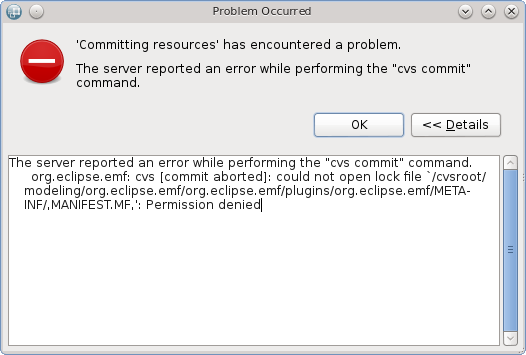 Problem Occurred
'Committing resources' has encountered a problem.
The server reported an error while performing the "cvs commit"
command.
OK
<< Details
The server reported an error while performing the "cvs commit" command.
org.eclipse.emf: cvs [commit aborted]: could not open lock file `/cvsroot/
modeling/org.eclipse.emf/org.eclipse.emf/plugins/org.eclipse.emf/META-
INF/,MANIFEST.MF,': Permission denied